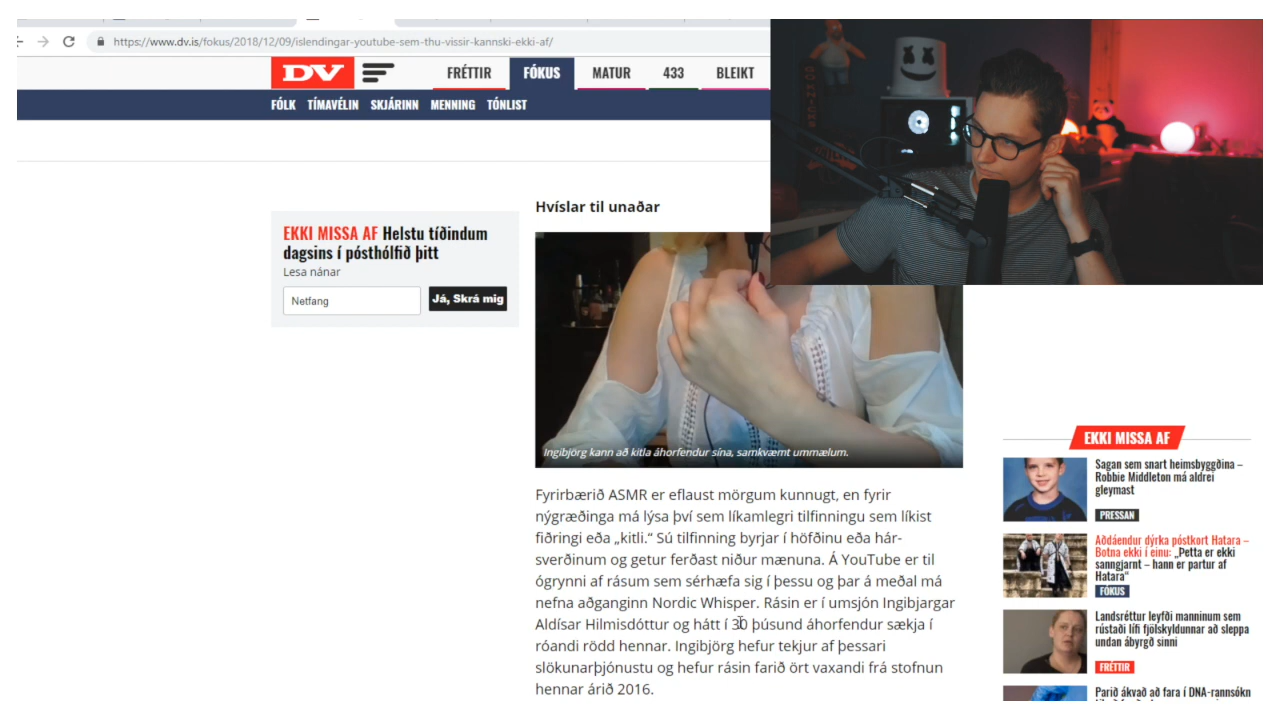 https://www.dv.is/fokus/2018/12/09/islendingar-youtube-sem-thu-vissir-kannski-ekki-af/
DV
FRÉTTIR
FÓKUS
MATUR
433
BLEIKT
FÓLK TÍMAVÉLIN SKJÁRINN MENNING TÓNLIST
EKKI MISSA AF Helstu tíðindum
dagsins í pósthólfið þitt
Lesa nánar
Netfang
Já, Skrá mig
Hvíslar til unaðar
Ingibjörg kann að kitla áhorfendur sína, samkvæmt ummælum.
Fyrirbærið ASMR er eflaust mörgum kunnugt, en fyrir
nýgræðinga má lýsa því sem líkamlegri tilfinningu sem líkist
fiðringi eða „kitli.“ Sú tilfinning byrjar í höfðinu eða hár-
sverðinum og getur ferðast niður mænuna. Á YouTube er til
ógrynni af rásum sem sérhæfa sig í þessu og þar á meðal má
nefna aðganginn Nordic Whisper. Rásin er í umsjón Ingibjargar
Aldísar Hilmisdóttur og hátt í 30 þúsund áhorfendur sækja í
róandi rödd hennar. Ingibjörg hefur tekjur af þessari
slökunarþjónustu og hefur rásin farið ört vaxandi frá stofnun
hennar árið 2016.
EKKI MISSA AF
Sagan sem snart heimsbyggðina –
Robbie Middleton má aldrei
gleymast
PRESSAN
Aðdáendur dýrka póstkort Hatara –
Botna ekki í einu: „Þetta er ekki
sanngjarnt – hann er partur af
Hatara“
FÓKUS
Landsréttur leyfði manninum sem
rústaði lífi fjölskyldunnar að sleppa
undan ábyrgð sinni
FRÉTTIR
Parið ákvað að fara í DNA-rannsókn